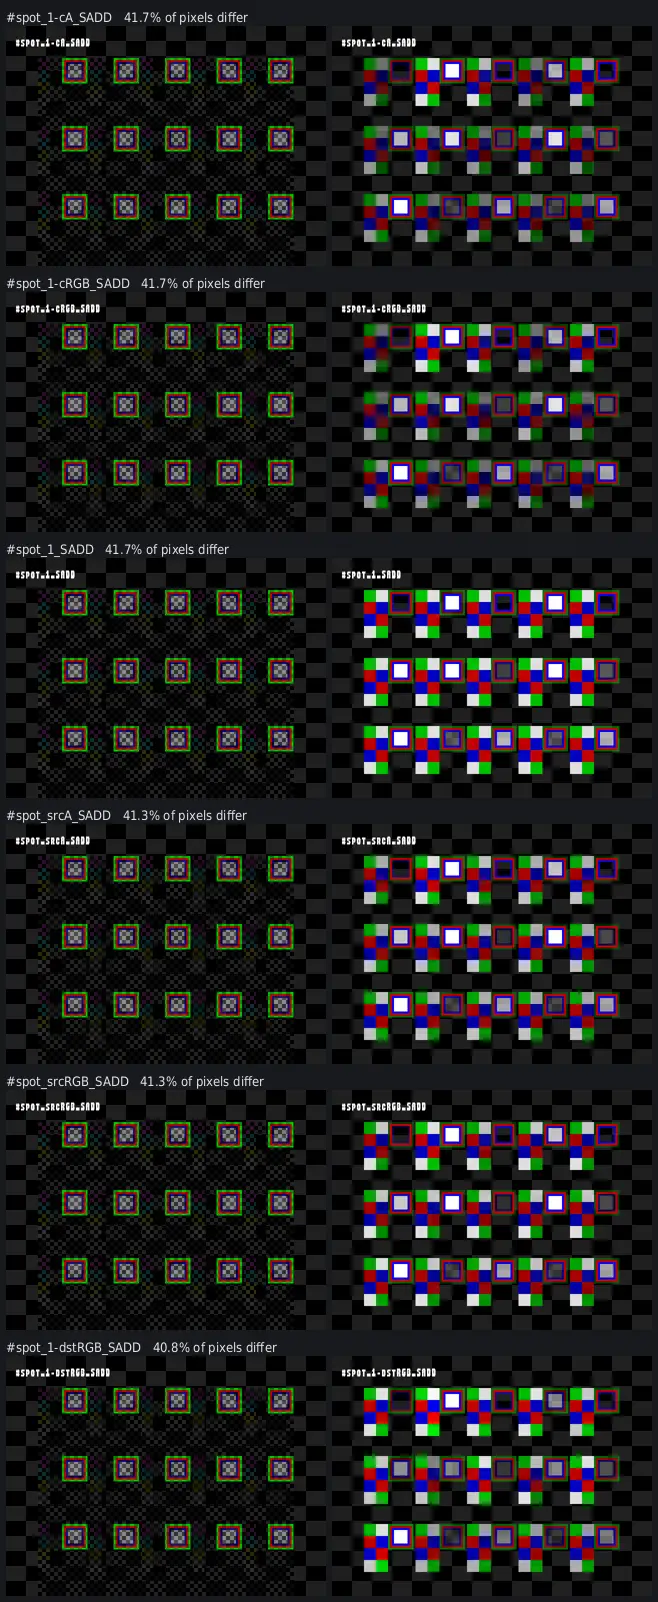 #spot_1-cA_SADD 41.7% of pixels differ
#SPOT_1-CA_SADD #SPOT_1-CA_SADD
#spot_1-cRGB_SADD 41.7% of pixels differ
#SPOT_1-CRGB_SADD #SPOT_1-CRGB_SADD
#spot_1_SADD 41.7% of pixels differ
#SPOT_1_SADD #SPOT_1_SADD
#spot_srcA_SADD 41.3% of pixels differ
#SPOT_SRCA_SADD #SPOT_SRCA_SADD
#spot_srcRGB_SADD 41.3% of pixels differ
#SPOT_SRCRGB_SADD #SPOT_SRCRGB_SADD
#spot_1-dstRGB_SADD 40.8% of pixels differ
#SPOT_1-DSTRGB_SADD #SPOT_1-DSTRGB_SADD